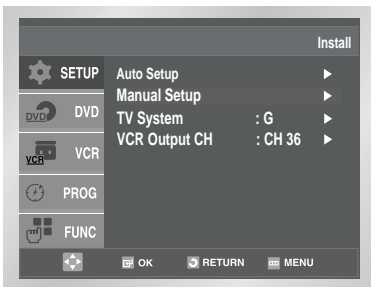 Install
SETUP
DVD DVD
VCR VCR
PROG
FUNC
Auto Setup
Manual Setup
TV System : G
VCR Output CH : CH 36
OK RETURN MENU